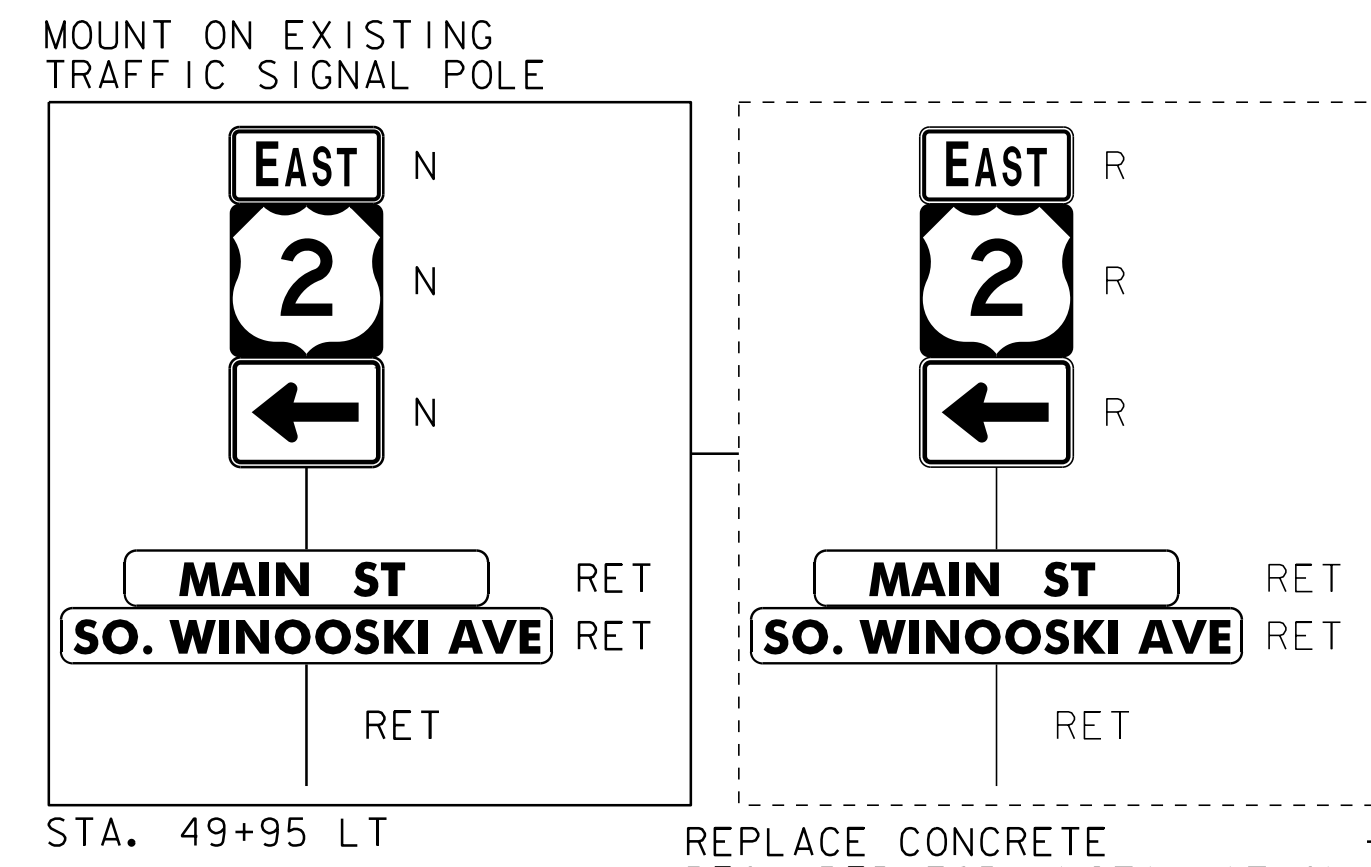 MOUNT ON EXISTING
TRAFFIC SIGNAL POLE
EAST N
2 N
N
MAIN ST RET
SO. WINOOSKI AVE RET
RET
STA. 49+95 LT
EAST R
2 R
R
MAIN ST RET
SO. WINOOSKI AVE RET
RET
REPLACE CONCRETE